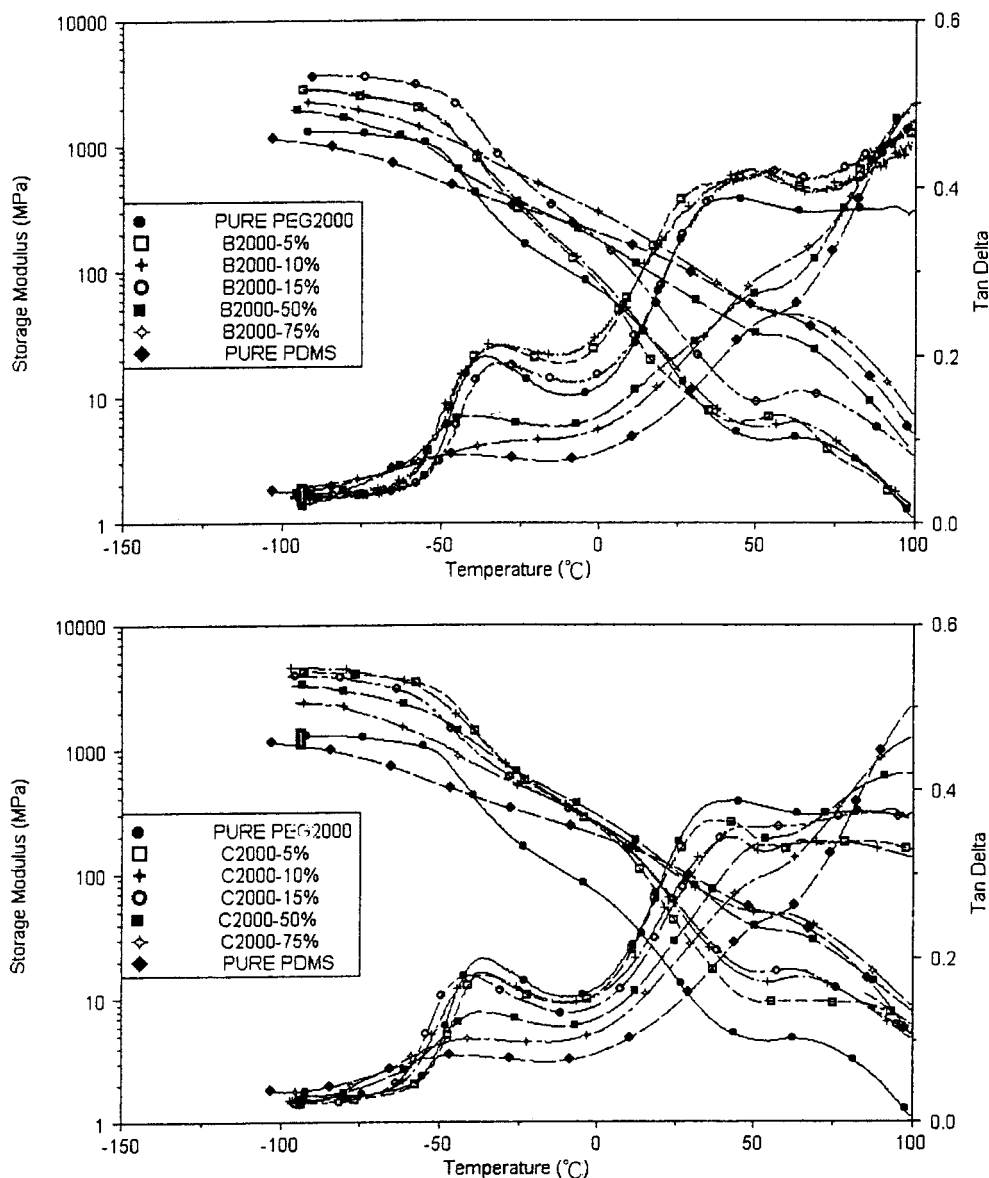 10000
1000
100
10
1
0.6
0.4
0.2
0.0
-150
-100
-50
0
50
100
Storage Modulus (MPa)
Tan Delta
Temperature (℃)
PURE PEG2000
B2000-5%
B2000-10%
B2000-15%
B2000-50%
B2000-75%
PURE PDMS
10000
1000
100
10
1
0.6
0.4
0.2
0.0
-150
-100
-50
0
50
100
Storage Modulus (MPa)
Tan Delta
Temperature (℃)
PURE PEG2000
C2000-5%
C2000-10%
C2000-15%
C2000-50%
C2000-75%
PURE PDMS